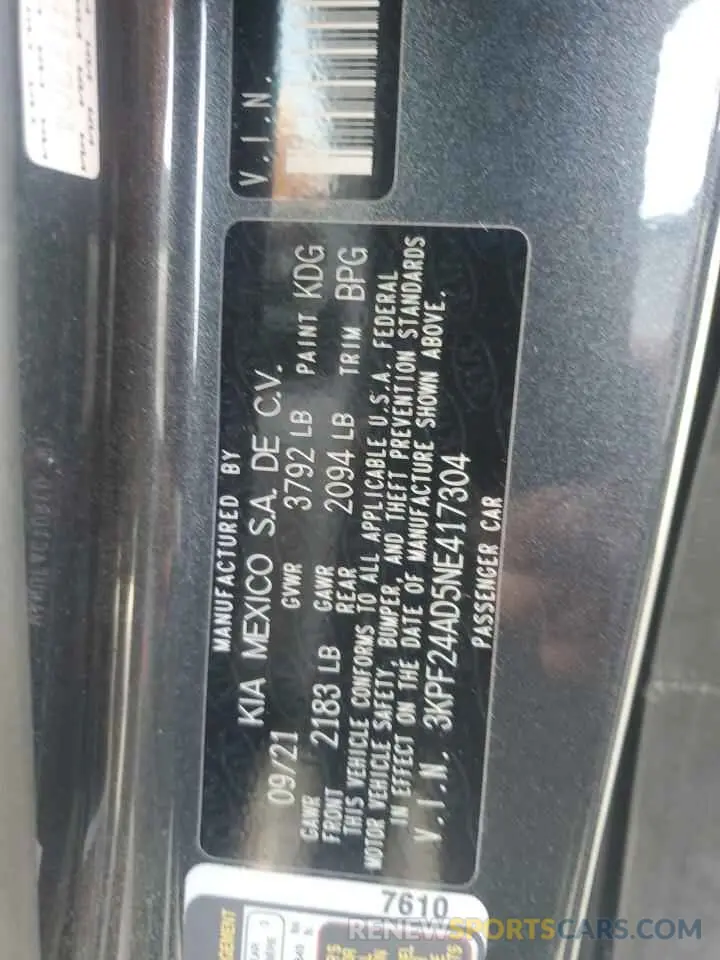 V.I.N.
MANUFACTURED BY
KIA MEXICO S.A. DE C.V.
09/21 GVWR 3792 LB PAINT KDG
GAWR FRONT 2183 LB GAWR REAR 2094 LB TRIM BPG
THIS VEHICLE CONFORMS TO ALL APPLICABLE U.S.A. FEDERAL
MOTOR VEHICLE SAFETY, BUMPER, AND THEFT PREVENTION STANDARDS
IN EFFECT ON THE DATE OF MANUFACTURE SHOWN ABOVE.
V.I.N. 3KPF24AD5NE417304
PASSENGER CAR
7610
RENEWSPORTSCARS.COM